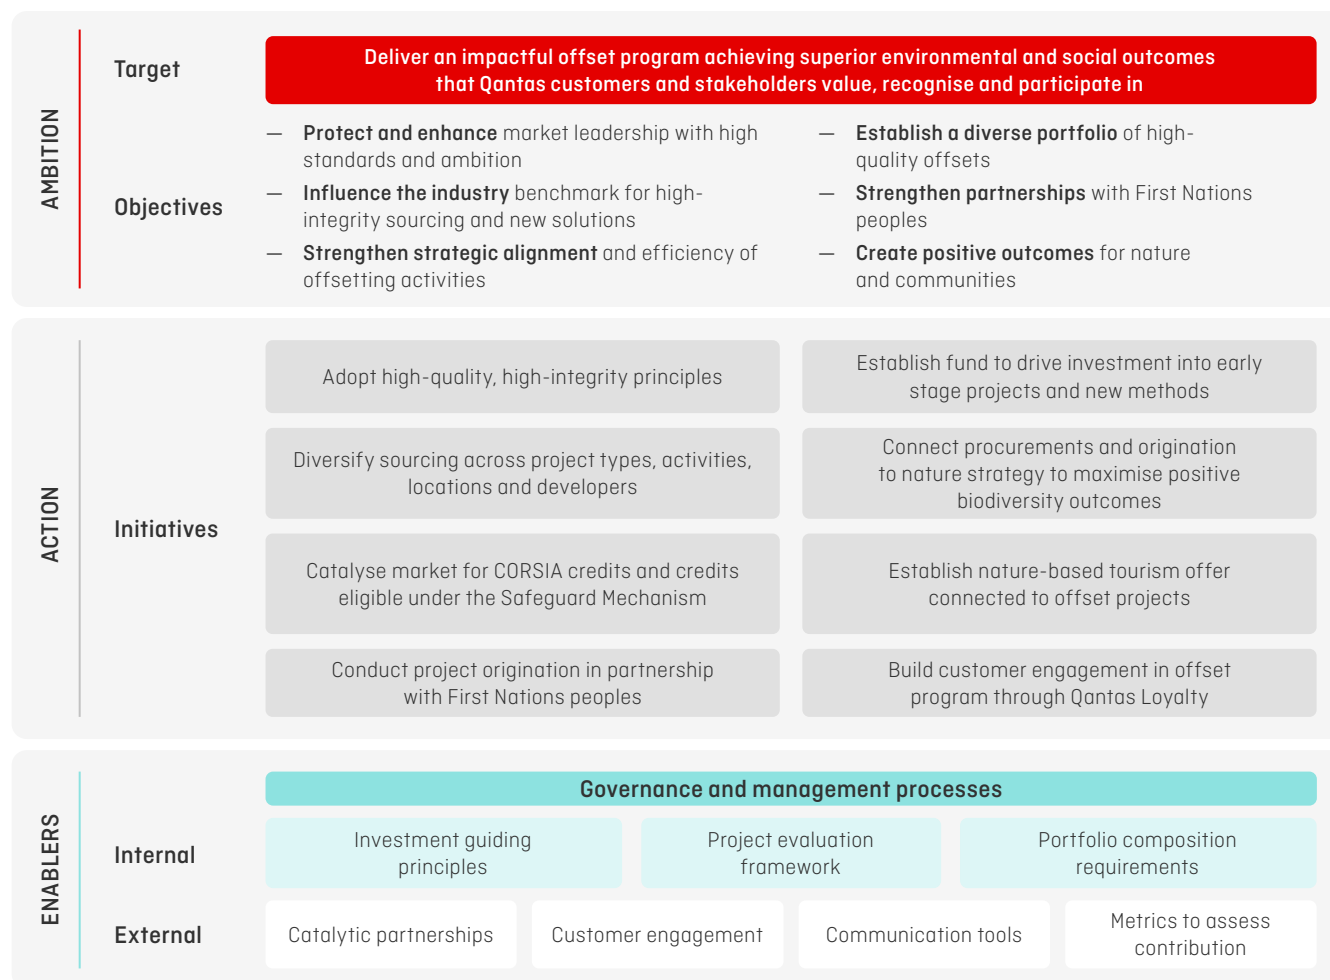 AMBITION
Target
Deliver an impactful offset program achieving superior environmental and social outcomes
that Qantas customers and stakeholders value, recognise and participate in
Objectives
— Protect and enhance market leadership with high
standards and ambition
— Influence the industry benchmark for high-
integrity sourcing and new solutions
— Strengthen strategic alignment and efficiency of
offsetting activities
— Establish a diverse portfolio of high-
quality offsets
— Strengthen partnerships with First Nations
peoples
— Create positive outcomes for nature
and communities
ACTION
Initiatives
Adopt high-quality, high-integrity principles
Establish fund to drive investment into early
stage projects and new methods
Diversify sourcing across project types, activities,
locations and developers
Connect procurements and origination
to nature strategy to maximise positive
biodiversity outcomes
Catalyse market for CORSIA credits and credits
eligible under the Safeguard Mechanism
Establish nature-based tourism offer
connected to offset projects
Conduct project origination in partnership
with First Nations peoples
Build customer engagement in offset
program through Qantas Loyalty
ENABLERS
Governance and management processes
Internal
Investment guiding
principles
Project evaluation
framework
Portfolio composition
requirements
External
Catalytic partnerships
Customer engagement
Communication tools
Metrics to assess
contribution